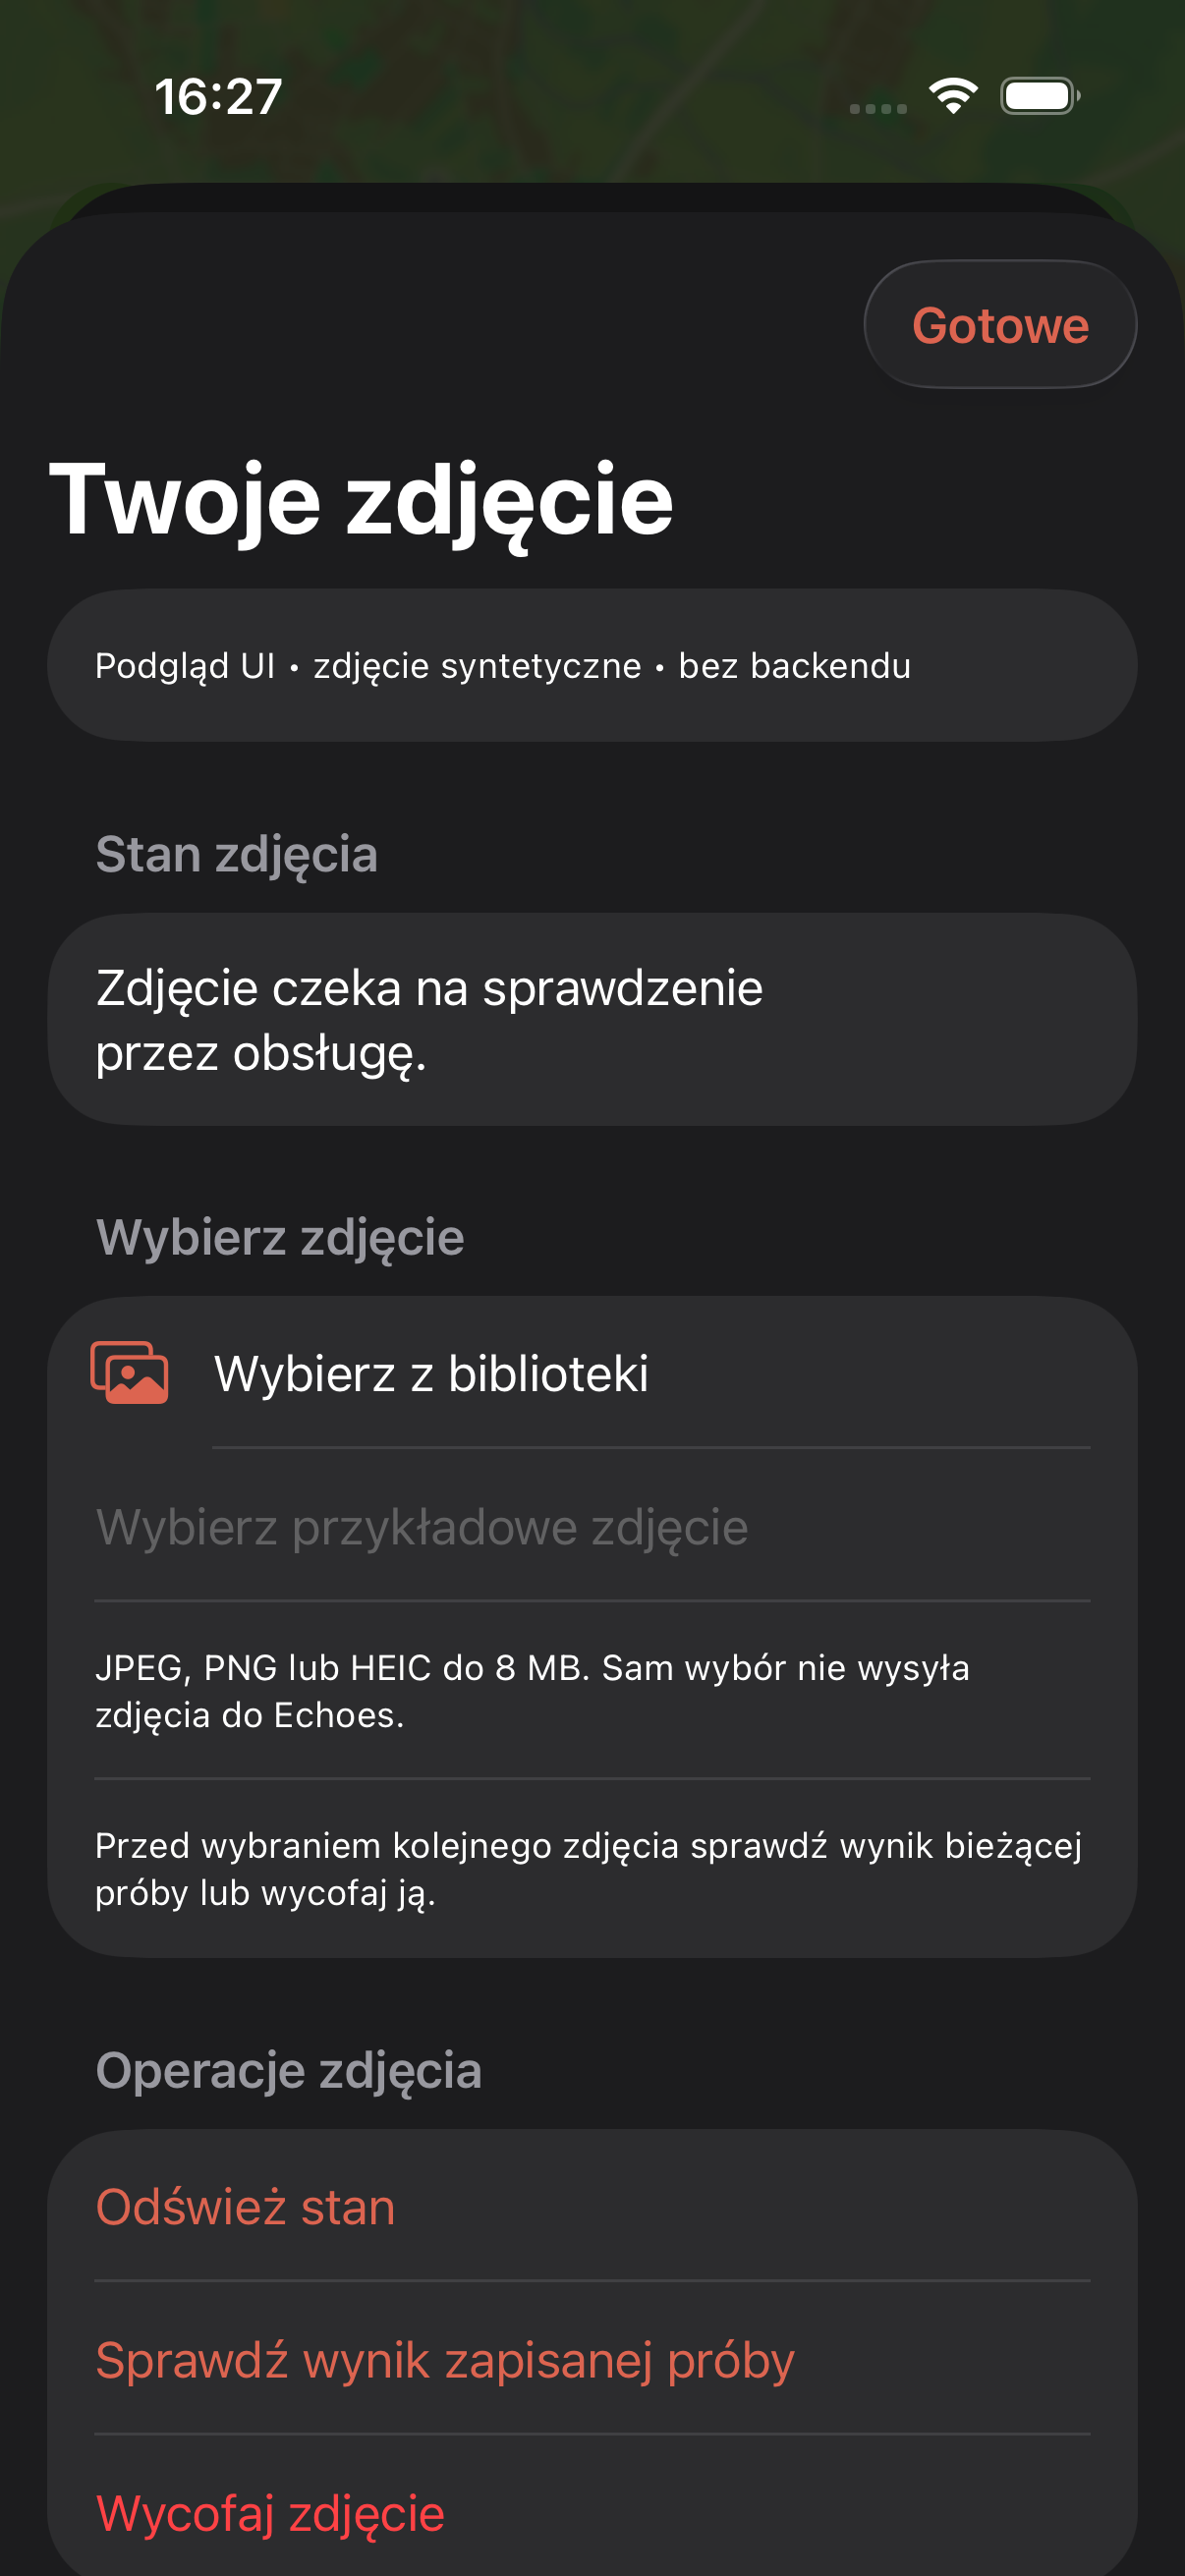 16:27
Gotowe
Twoje zdjęcie
Podgląd UI • zdjęcie syntetyczne • bez backendu
Stan zdjęcia
Zdjęcie czeka na sprawdzenie
przez obsługę.
Wybierz zdjęcie
Wybierz z biblioteki
Wybierz przykładowe zdjęcie
JPEG, PNG lub HEIC do 8 MB. Sam wybór nie wysyła
zdjęcia do Echoes.
Przed wybraniem kolejnego zdjęcia sprawdź wynik bieżącej
próby lub wycofaj ją.
Operacje zdjęcia
Odśwież stan
Sprawdź wynik zapisanej próby
Wycofaj zdjęcie